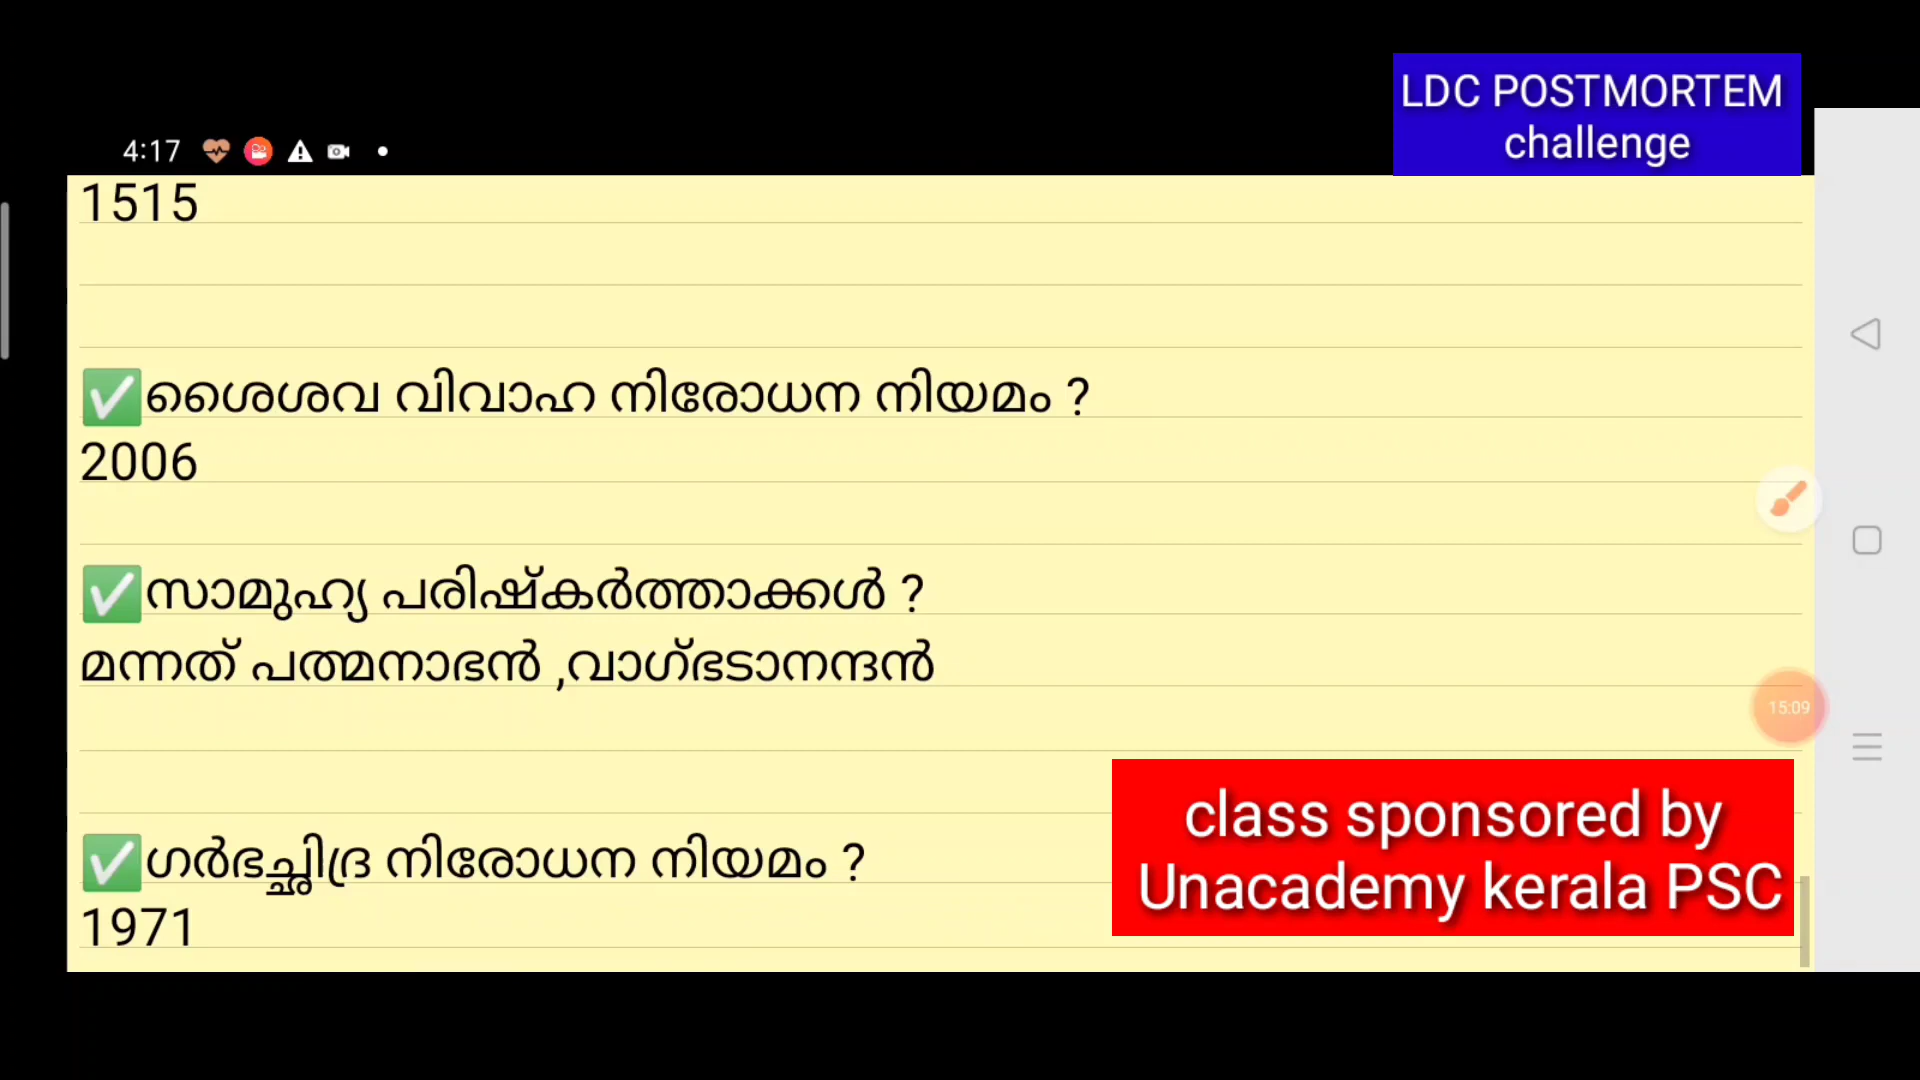 LDC POSTMORTEM
challenge
4:17
1515
✅ശൈശവ വിവാഹ നിരോധന നിയമം ?
2006
✅സാമുഹ്യ പരിഷ്കർത്താക്കൾ ?
മന്നത് പത്മനാഭൻ ,വാഗ്ഭടാനന്ദൻ
15:09
✅ഗർഭച്ഛിദ്ര നിരോധന നിയമം ?
1971
class sponsored by
Unacademy kerala PSC